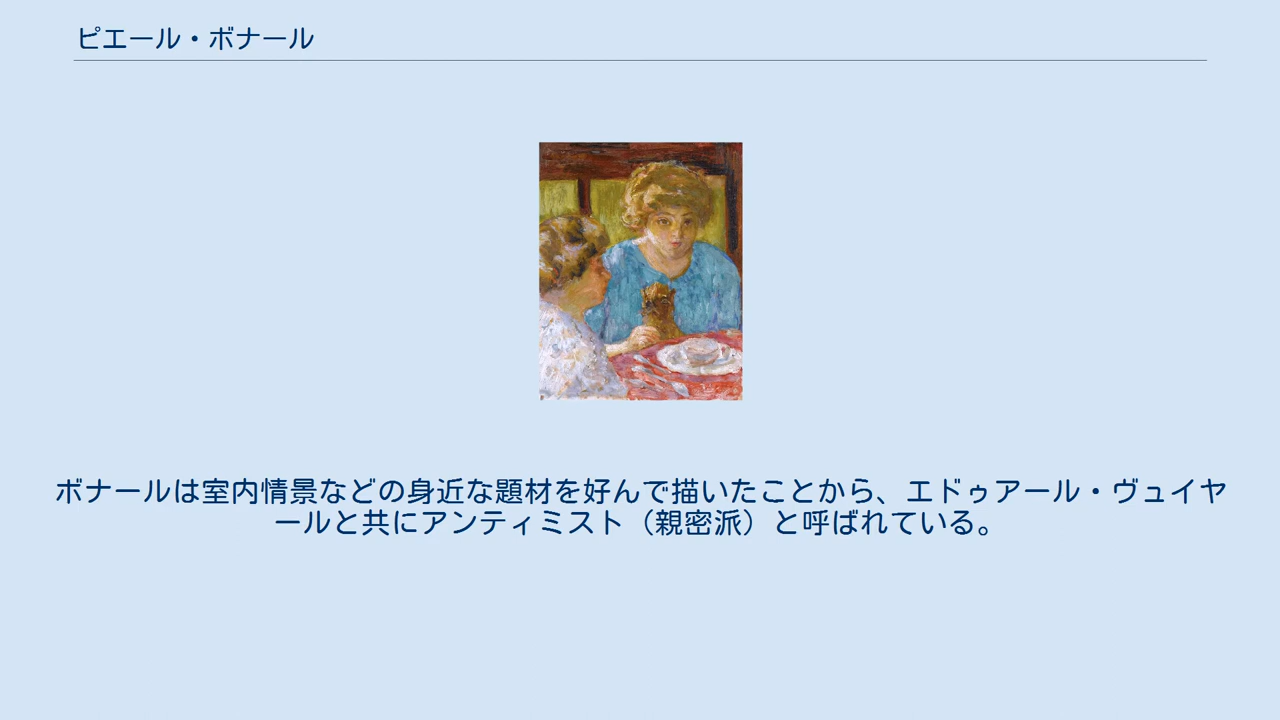 ピエール・ボナール
ボナールは室内情景などの身近な題材を好んで描いたことから、エドゥアール・ヴュイヤ
ールと共にアンティミスト（親密派）と呼ばれている。